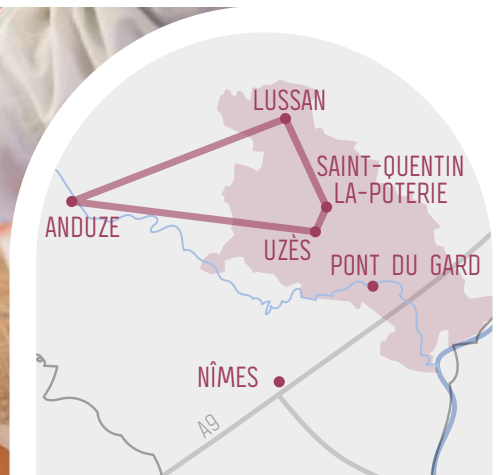 LUSSAN
SAINT-QUENTIN
LA-POTERIE
ANDUZE
UZÈS
PONT DU GARD
NÎMES
A9